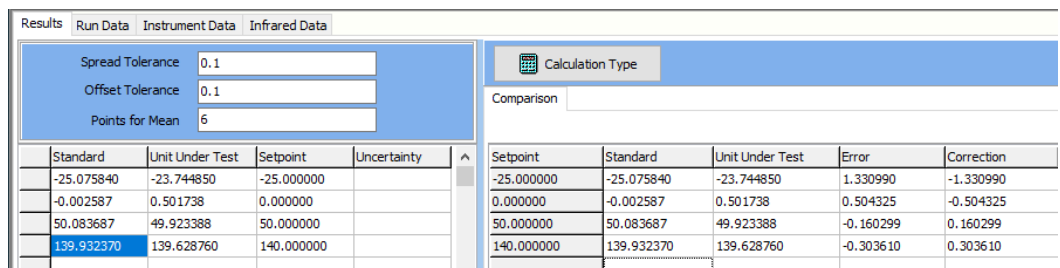 Results Run Data Instrument Data Infrared Data
Spread Tolerance 0.1
Offset Tolerance 0.1
Points for Mean 6
Calculation Type
Comparison
Standard Unit Under Test Setpoint Uncertainty
-25.075840 -23.744850 -25.000000
-0.002587 0.501738 0.000000
50.083687 49.923388 50.000000
139.932370 139.628760 140.000000
Setpoint Standard Unit Under Test Error Correction
-25.000000 -25.075840 -23.744850 1.330990 -1.330990
0.000000 -0.002587 0.501738 0.504325 -0.504325
50.000000 50.083687 49.923388 -0.160299 0.160299
140.000000 139.932370 139.628760 -0.303610 0.303610